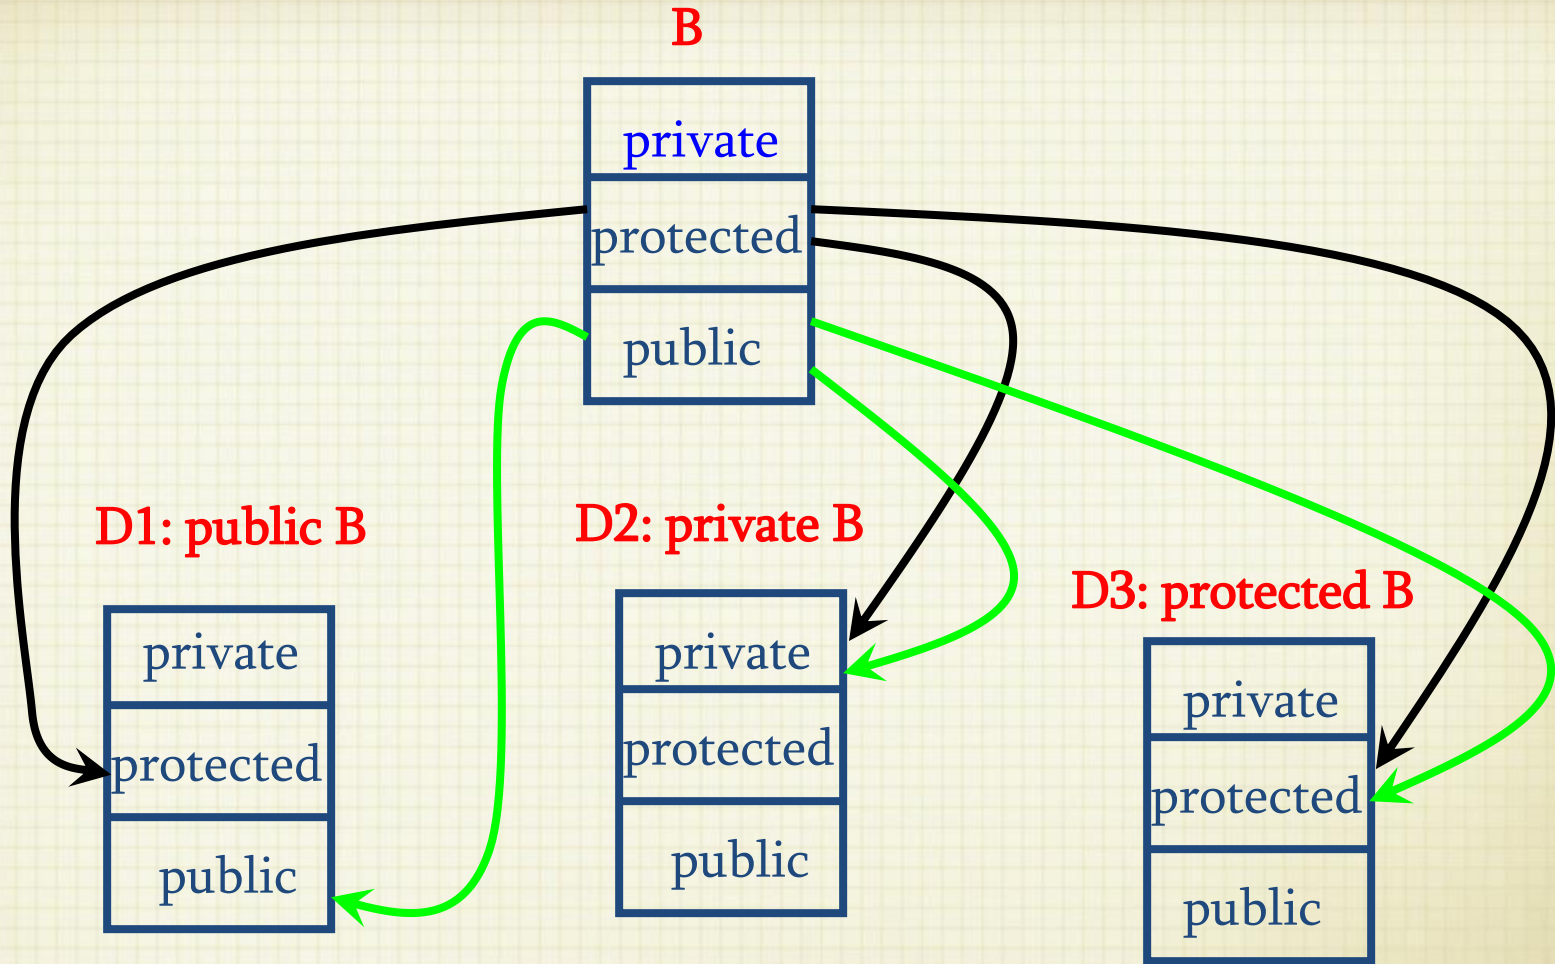 B
private
protected
public
D1: public B
private
protected
public
D2: private B
private
protected
public
D3: protected B
private
protected
public